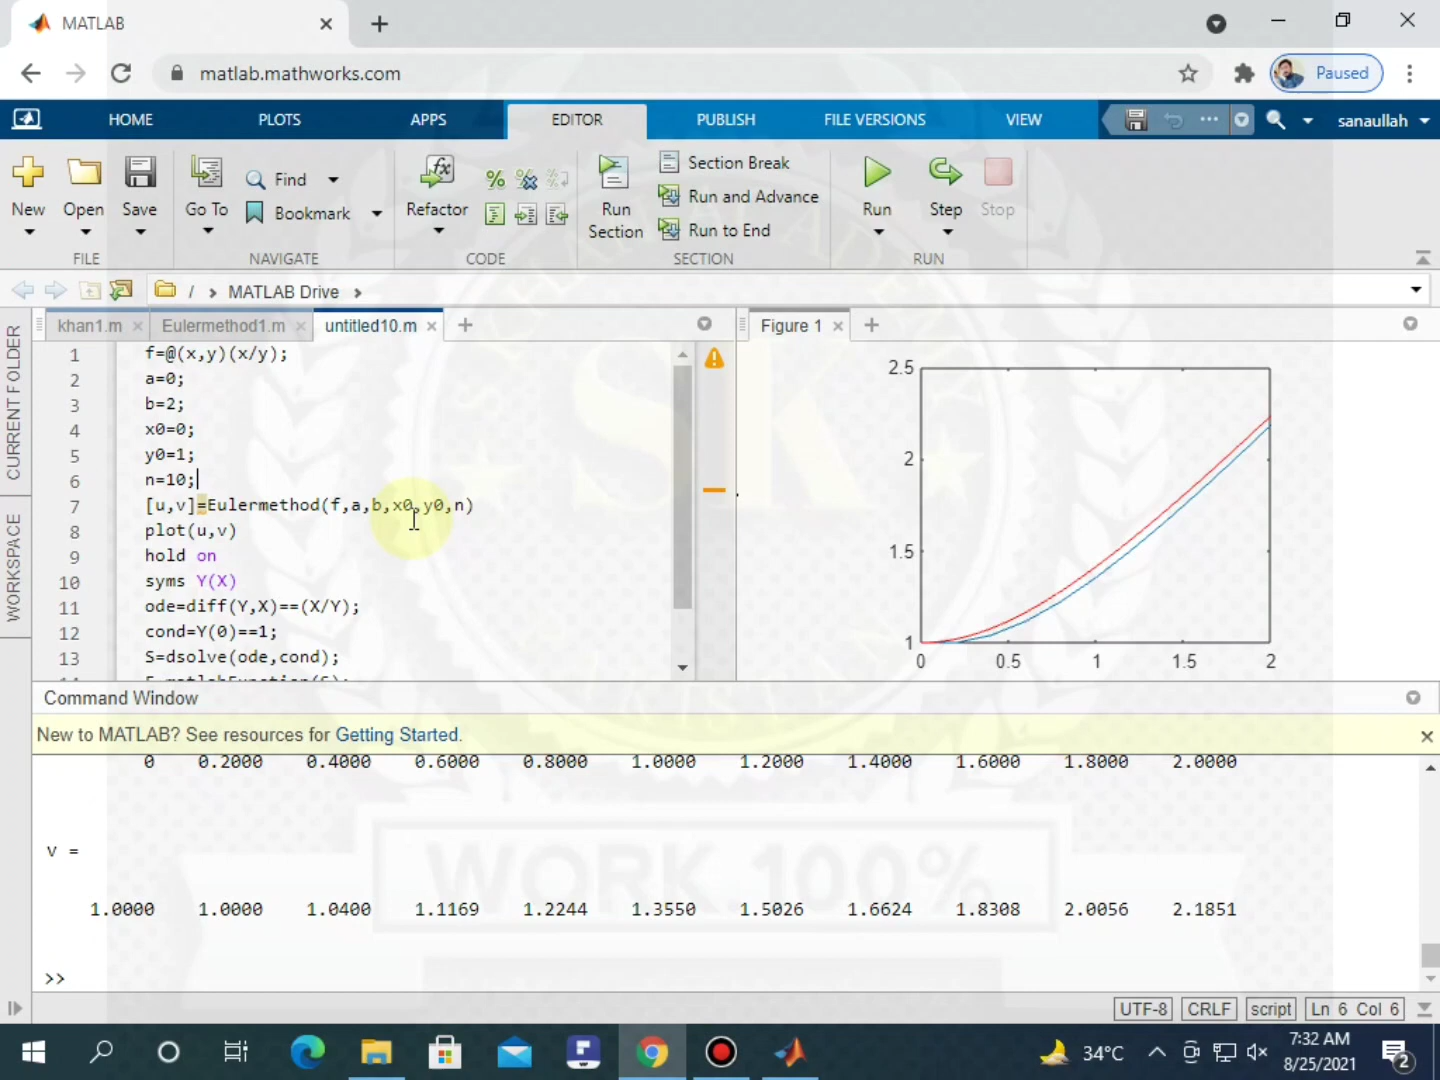 MATLAB
matlab.mathworks.com
Paused
HOME
PLOTS
APPS
EDITOR
PUBLISH
FILE VERSIONS
VIEW
sanaullah
New
Open
Save
FILE
Go To
Find
Bookmark
NAVIGATE
Refactor
CODE
Run Section
Section Break
Run and Advance
Run to End
SECTION
Run
Step
Stop
RUN
/ > MATLAB Drive >
CURRENT FOLDER
WORKSPACE
khan1.m
Eulermethod1.m
untitled10.m
Figure 1
1 f=@(x,y)(x/y);
2 a=0;
3 b=2;
4 x0=0;
5 y0=1;
6 n=10;
7 [u,v]=Eulermethod(f,a,b,x0,y0,n)
8 plot(u,v)
9 hold on
10 syms Y(X)
11 ode=diff(Y,X)==(X/Y);
12 cond=Y(0)==1;
13 S=dsolve(ode,cond);
2.5
2
1.5
1
0 0.5 1 1.5 2
Command Window
New to MATLAB? See resources for Getting Started.
0 0.2000 0.4000 0.6000 0.8000 1.0000 1.2000 1.4000 1.6000 1.8000 2.0000
v =
1.0000 1.0000 1.0400 1.1169 1.2244 1.3550 1.5026 1.6624 1.8308 2.0056 2.1851
>>
WORK 100%
UTF-8
CRLF
script
Ln 6 Col 6
34°C
7:32 AM
8/25/2021
2